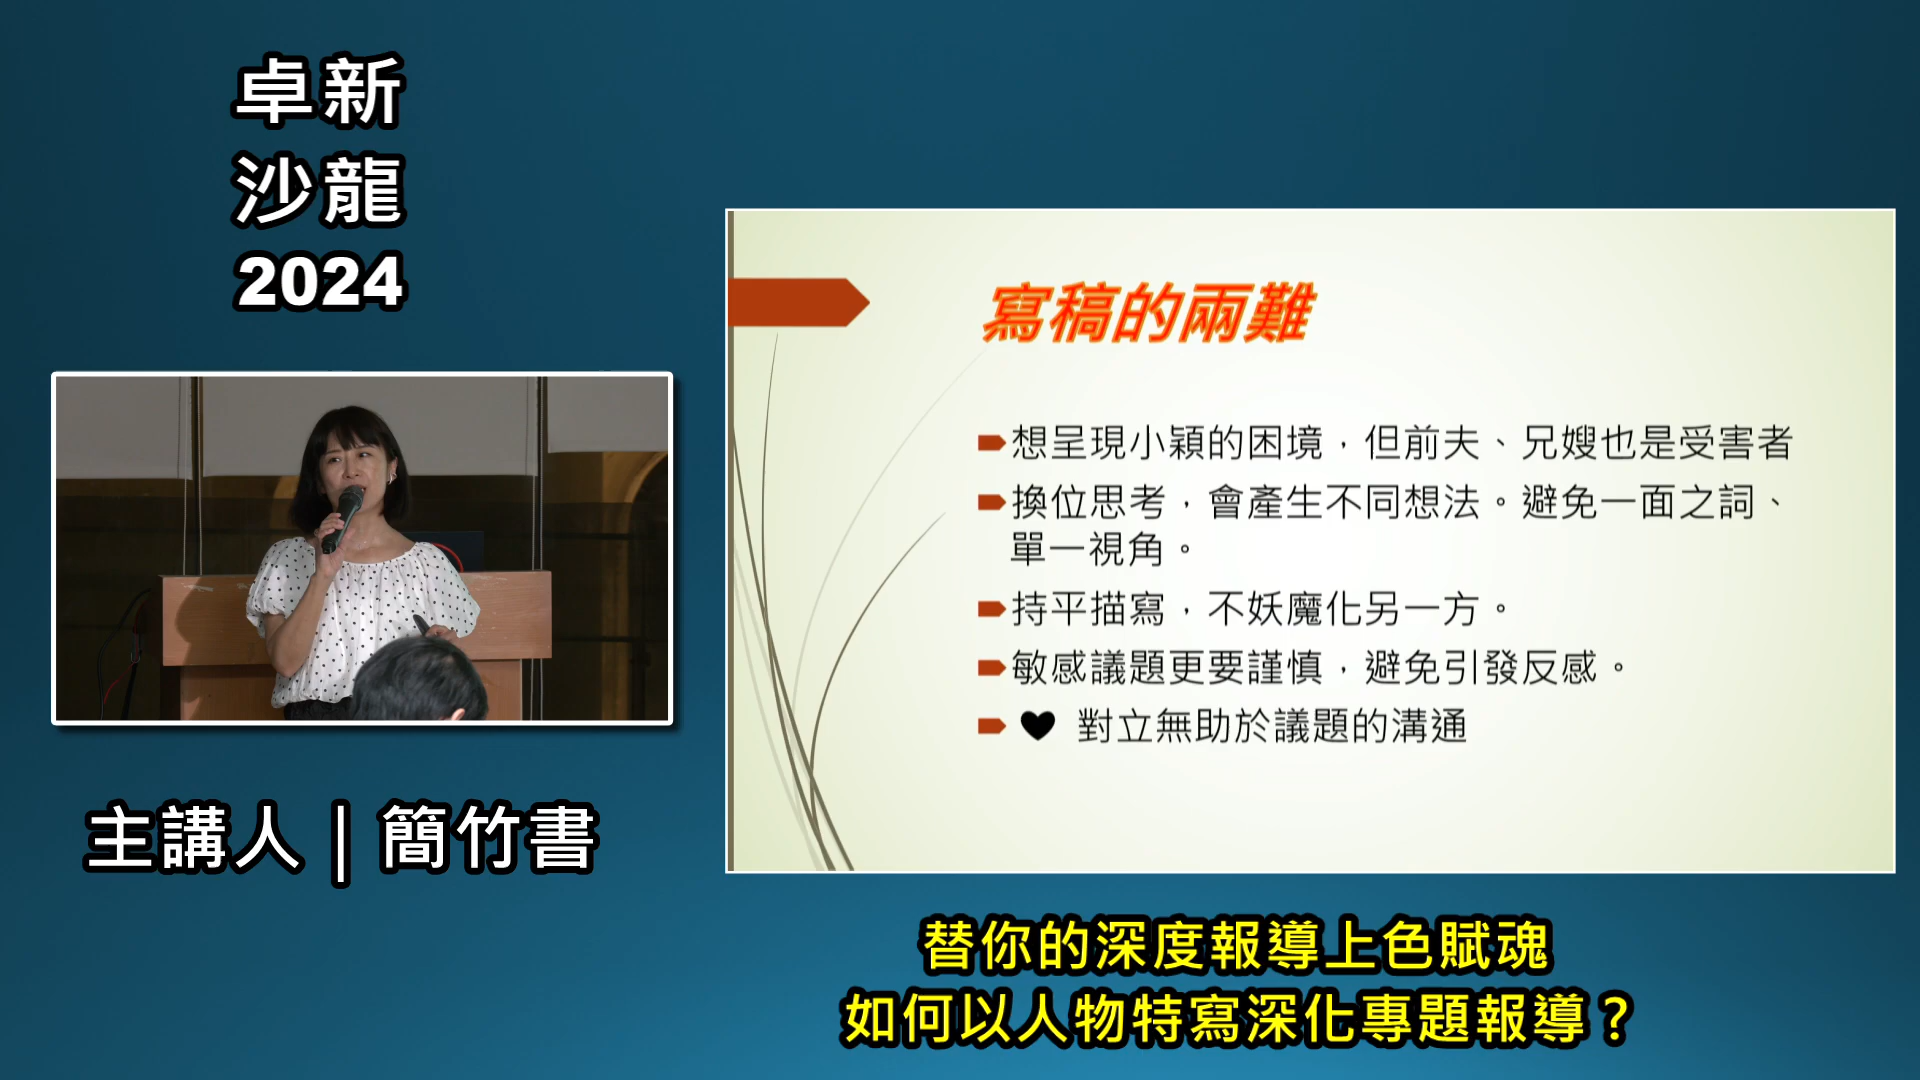 卓新
沙龍
2024
主講人｜簡竹書
寫稿的兩難
想呈現小穎的困境，但前夫、兄嫂也是受害者
換位思考，會產生不同想法。避免一面之詞、
單一視角。
持平描寫，不妖魔化另一方。
敏感議題更要謹慎，避免引發反感。
♥ 對立無助於議題的溝通
替你的深度報導上色賦魂
如何以人物特寫深化專題報導？